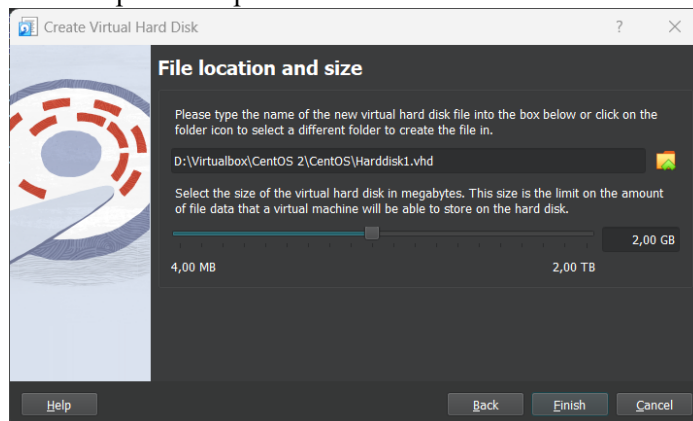 Create Virtual Hard Disk
?
File location and size
Please type the name of the new virtual hard disk file into the box below or click on the
folder icon to select a different folder to create the file in.
D:\Virtualbox\CentOS 2\CentOS\Harddisk1.vhd
Select the size of the virtual hard disk in megabytes. This size is the limit on the amount
of file data that a virtual machine will be able to store on the hard disk.
2,00 GB
4,00 MB 2,00 TB
Help Back Finish Cancel